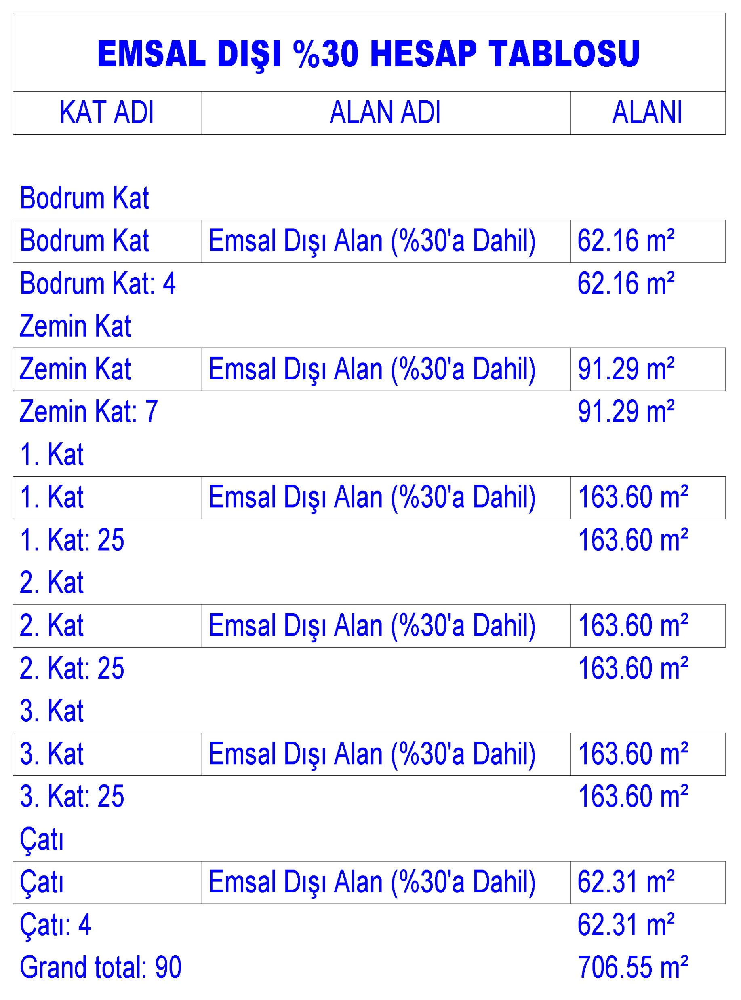 EMSAL DIŞI %30 HESAP TABLOSU
KAT ADI ALAN ADI ALANI
Bodrum Kat
Bodrum Kat Emsal Dışı Alan (%30'a Dahil) 62.16 m²
Bodrum Kat: 4 62.16 m²
Zemin Kat
Zemin Kat Emsal Dışı Alan (%30'a Dahil) 91.29 m²
Zemin Kat: 7 91.29 m²
1. Kat
1. Kat Emsal Dışı Alan (%30'a Dahil) 163.60 m²
1. Kat: 25 163.60 m²
2. Kat
2. Kat Emsal Dışı Alan (%30'a Dahil) 163.60 m²
2. Kat: 25 163.60 m²
3. Kat
3. Kat Emsal Dışı Alan (%30'a Dahil) 163.60 m²
3. Kat: 25 163.60 m²
Çatı
Çatı Emsal Dışı Alan (%30'a Dahil) 62.31 m²
Çatı: 4 62.31 m²
Grand total: 90 706.55 m²